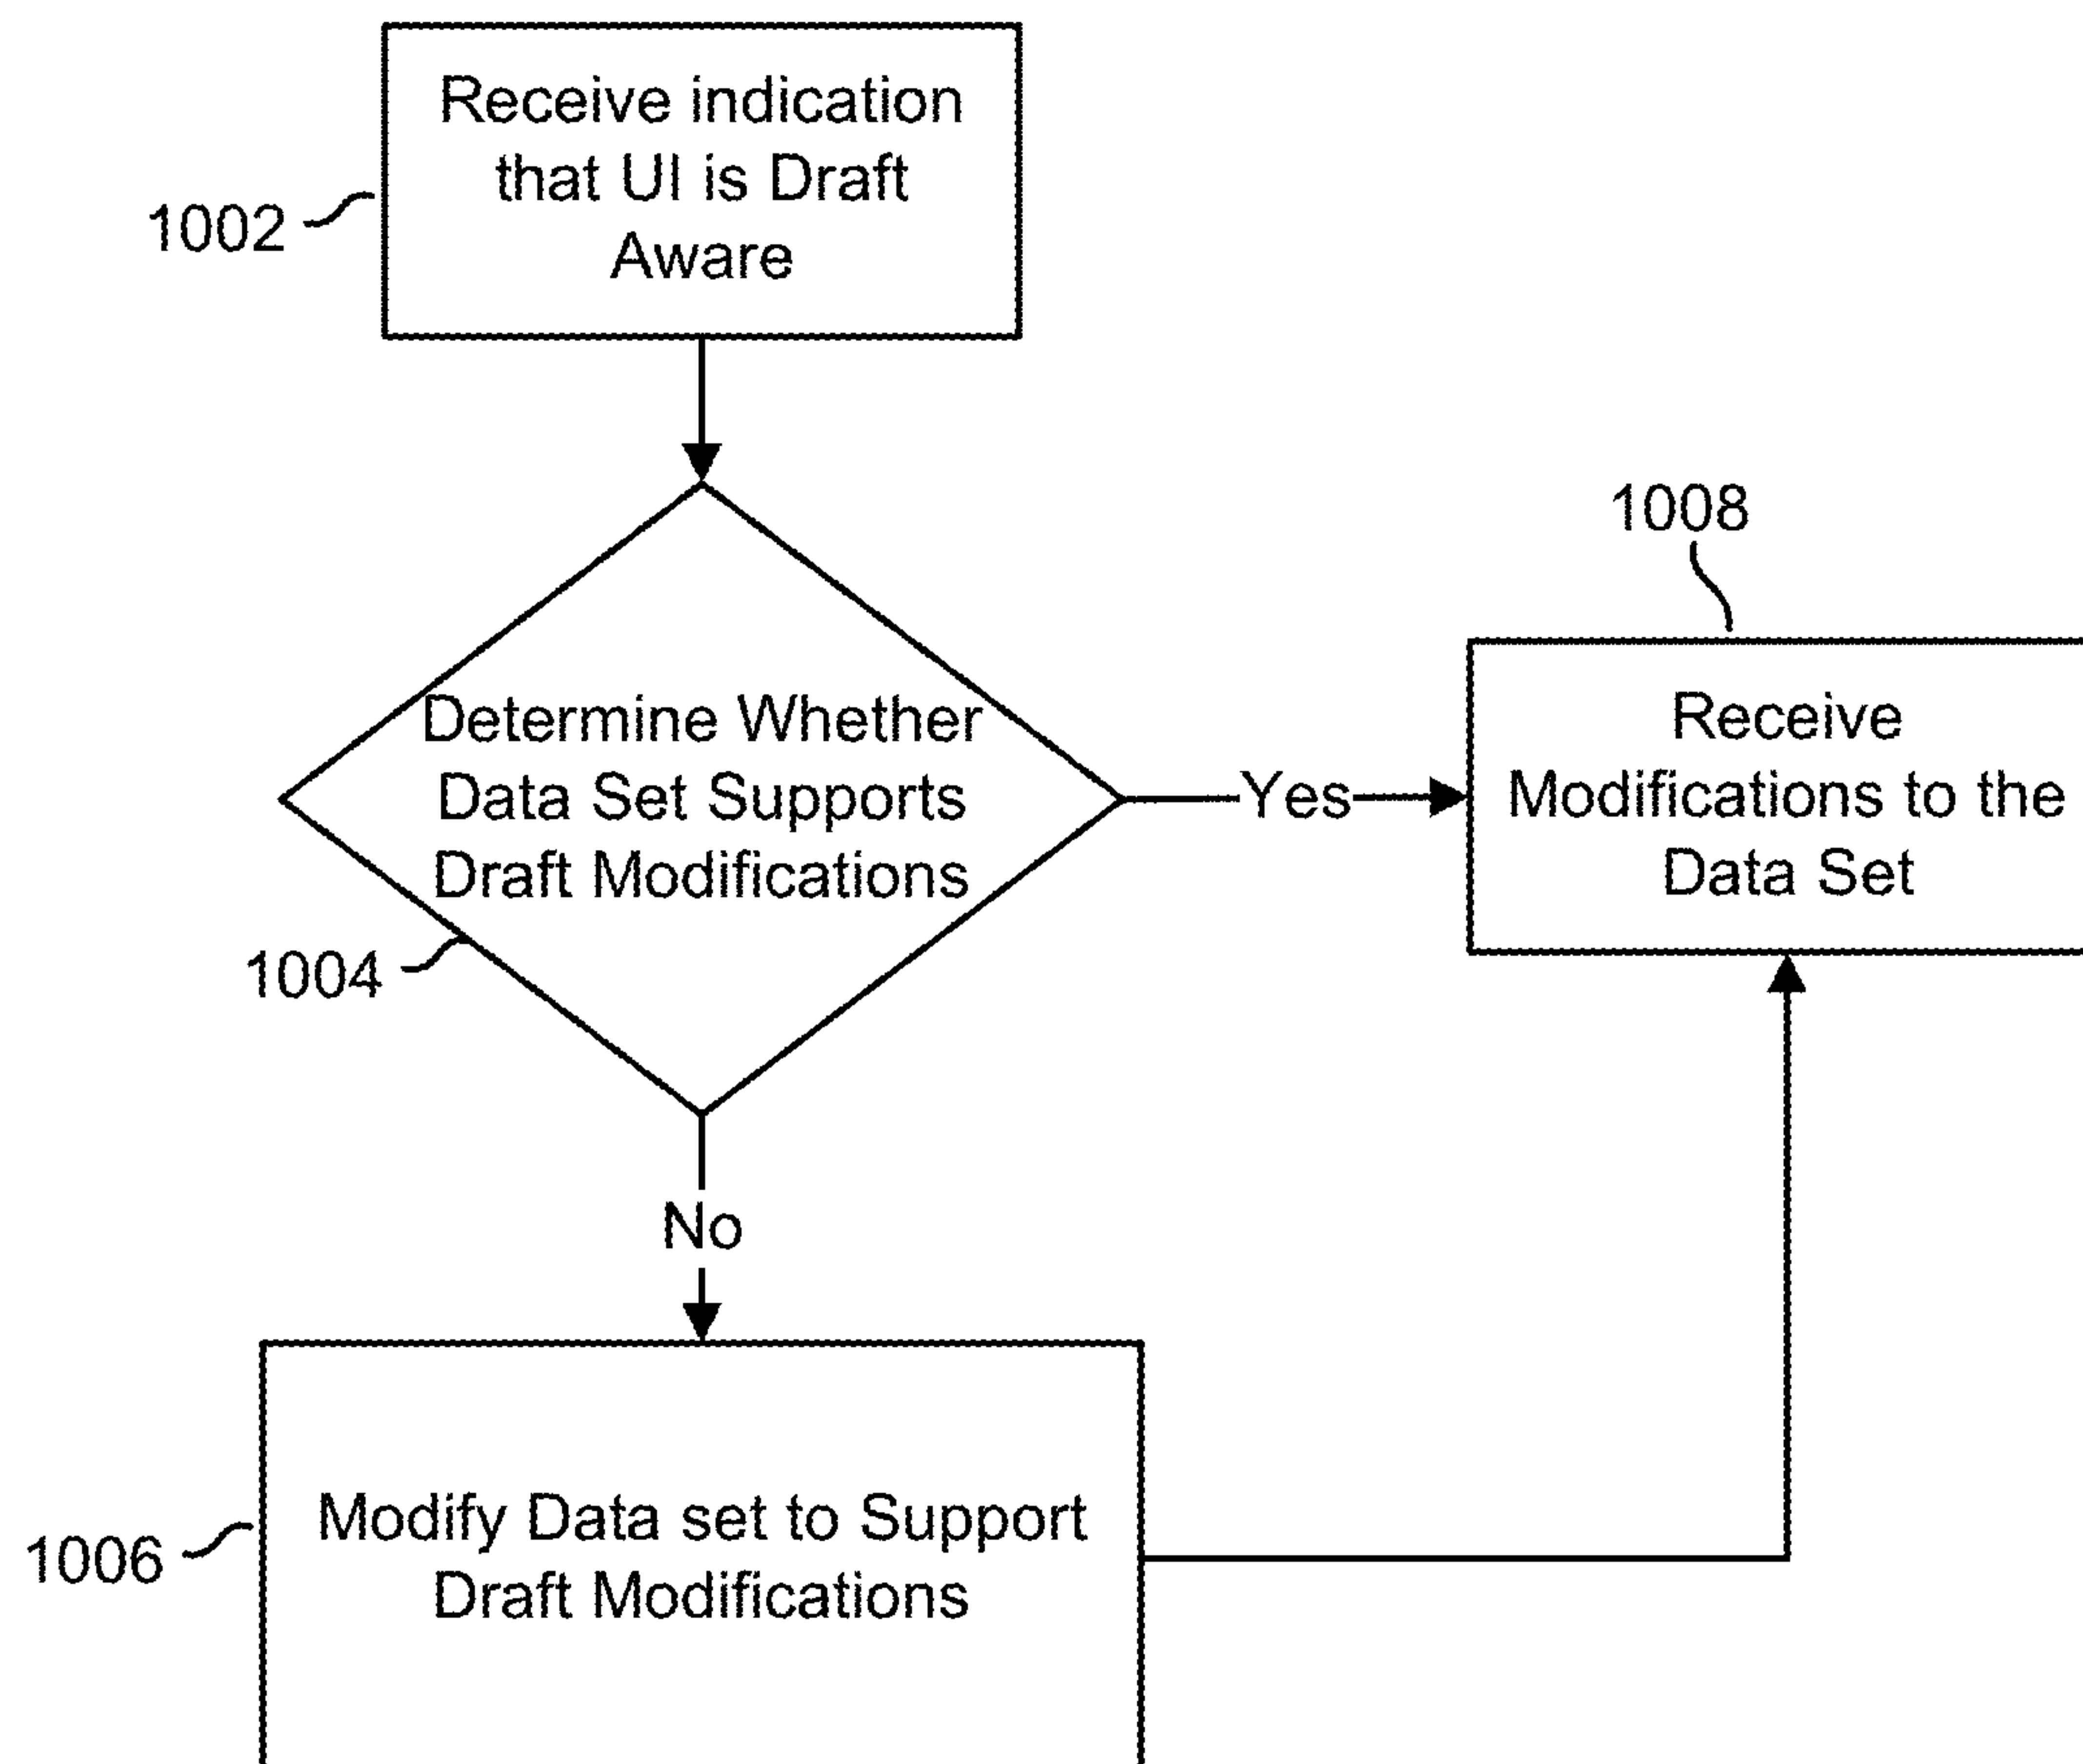 Receive indication
that UI is Draft
Aware
1002
1008
Determine Whether
Data Set Supports
Draft Modifications
1004
Yes
Receive
Modifications to the
Data Set
No
1006
Modify Data set to Support
Draft Modifications